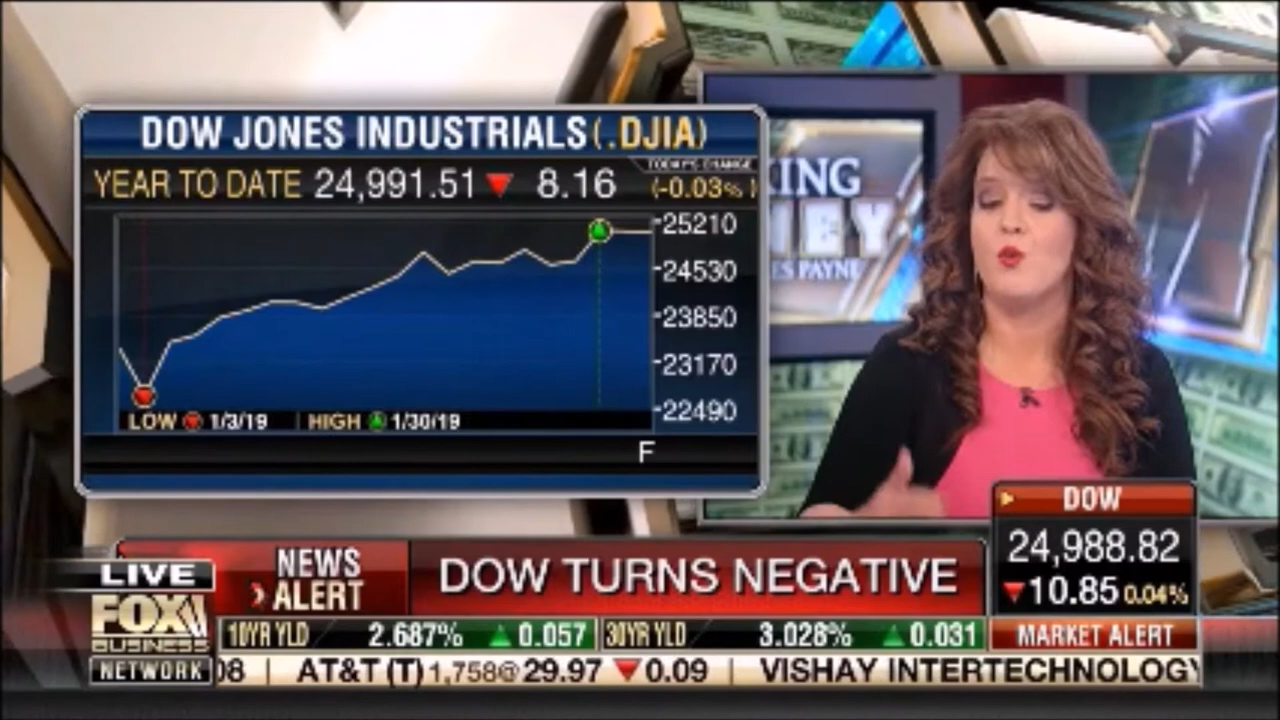 DOW JONES INDUSTRIALS (.DJIA)
TODAY'S CHANGE
YEAR TO DATE 24,991.51 ▼ 8.16 (-0.03%)
25210
24530
23850
23170
22490
LOW 1/3/19 | HIGH 1/30/19
F
KING
NEY
ES PAYNE
DOW
24,988.82
▼10.85 0.04%
MARKET ALERT
NEWS
ALERT
DOW TURNS NEGATIVE
LIVE
FOX
BUSINESS
NETWORK
10YR YLD 2.687% ▲ 0.057 30YR YLD 3.028% ▲ 0.031
08 | AT&T (T) 1,758@ 29.97 ▼0.09 | VISHAY INTERTECHNOLOGY